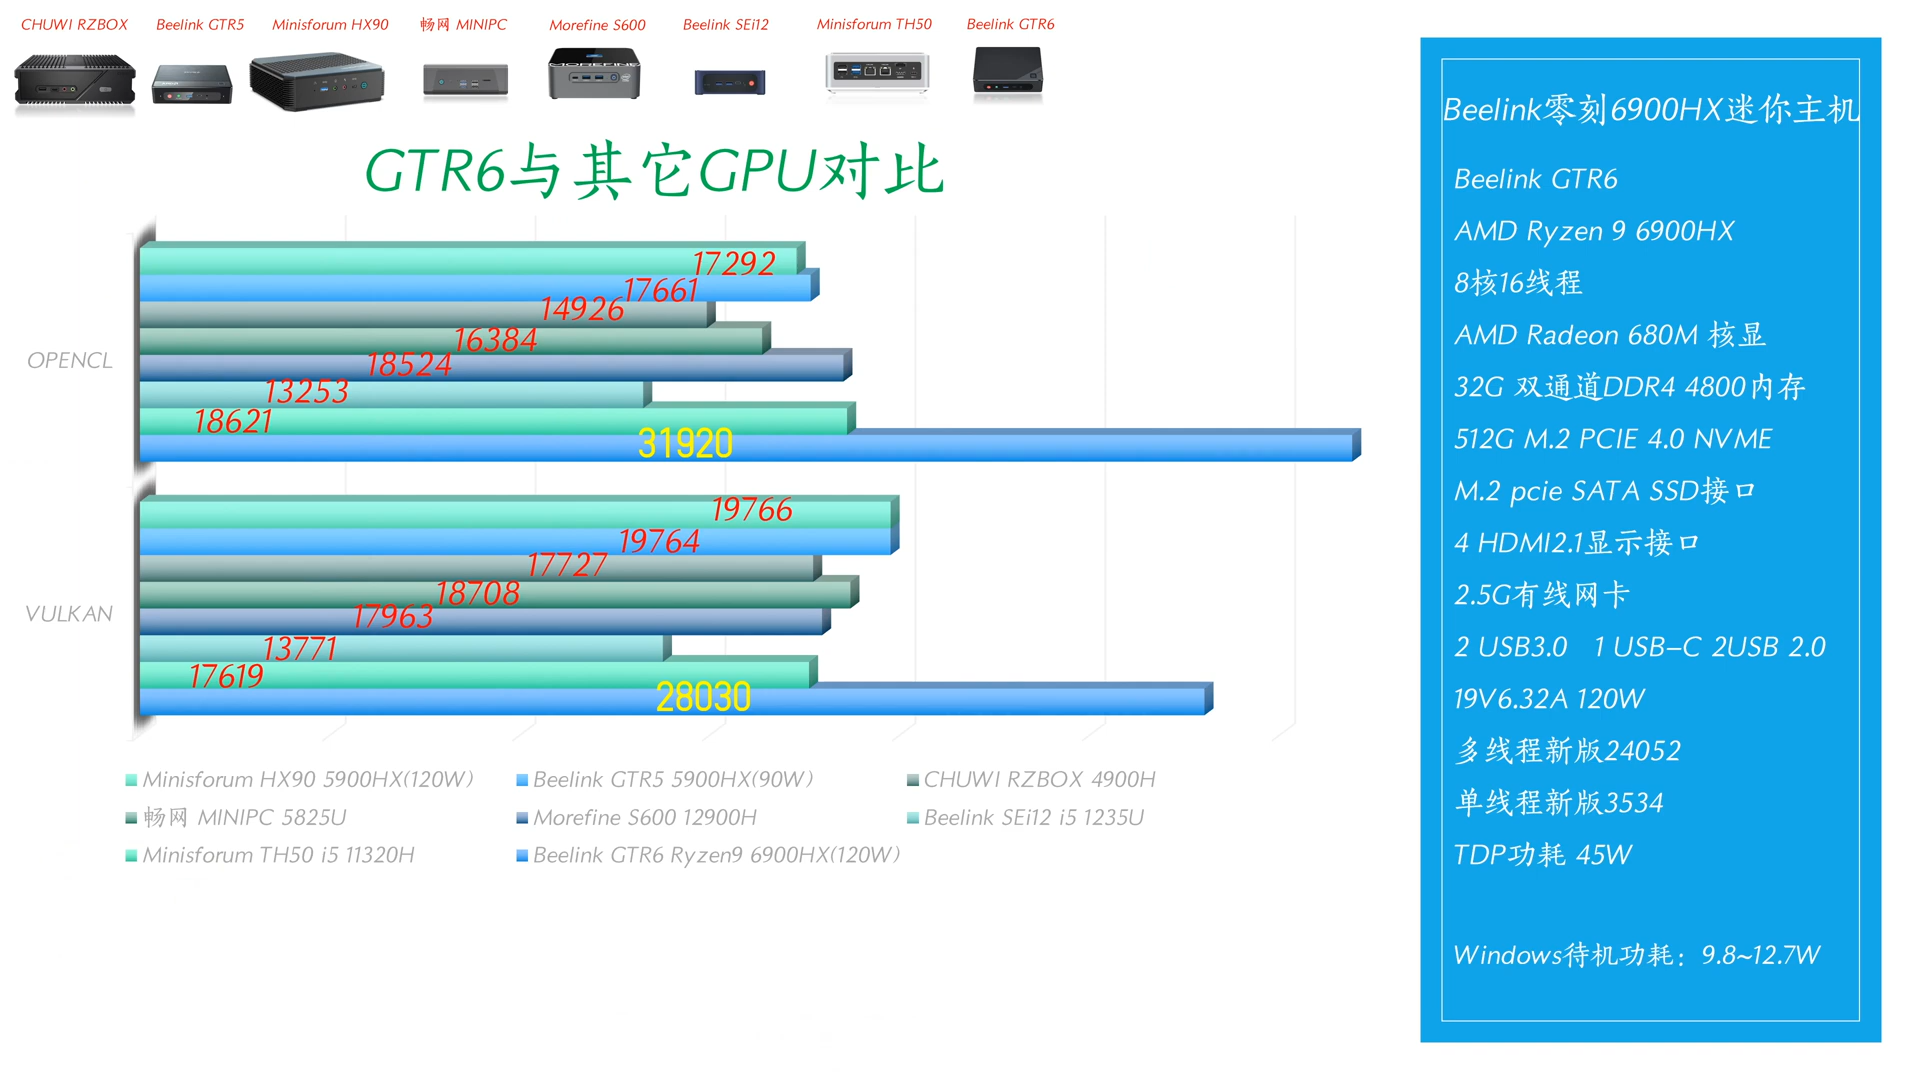 CHUWI RZBOX
Beelink GTR5
Minisforum HX90
畅网 MINIPC
Morefine S600
Beelink SEi12
Minisforum TH50
Beelink GTR6
MOREFINE
GTR6与其它GPU对比
OPENCL
17292
17661
14926
16384
18524
13253
18621
31920
VULKAN
19766
19764
17727
18708
17963
13771
17619
28030
Minisforum HX90 5900HX(120W)
Beelink GTR5 5900HX(90W)
CHUWI RZBOX 4900H
畅网 MINIPC 5825U
Morefine S600 12900H
Beelink SEi12 i5 1235U
Minisforum TH50 i5 11320H
Beelink GTR6 Ryzen9 6900HX(120W)
Beelink零刻6900HX迷你主机
Beelink GTR6
AMD Ryzen 9 6900HX
8核16线程
AMD Radeon 680M 核显
32G 双通道DDR4 4800内存
512G M.2 PCIE 4.0 NVME
M.2 pcie SATA SSD接口
4 HDMI2.1显示接口
2.5G有线网卡
2 USB3.0 1 USB-C 2USB 2.0
19V6.32A 120W
多线程新版24052
单线程新版3534
TDP功耗 45W
Windows待机功耗：9.8~12.7W